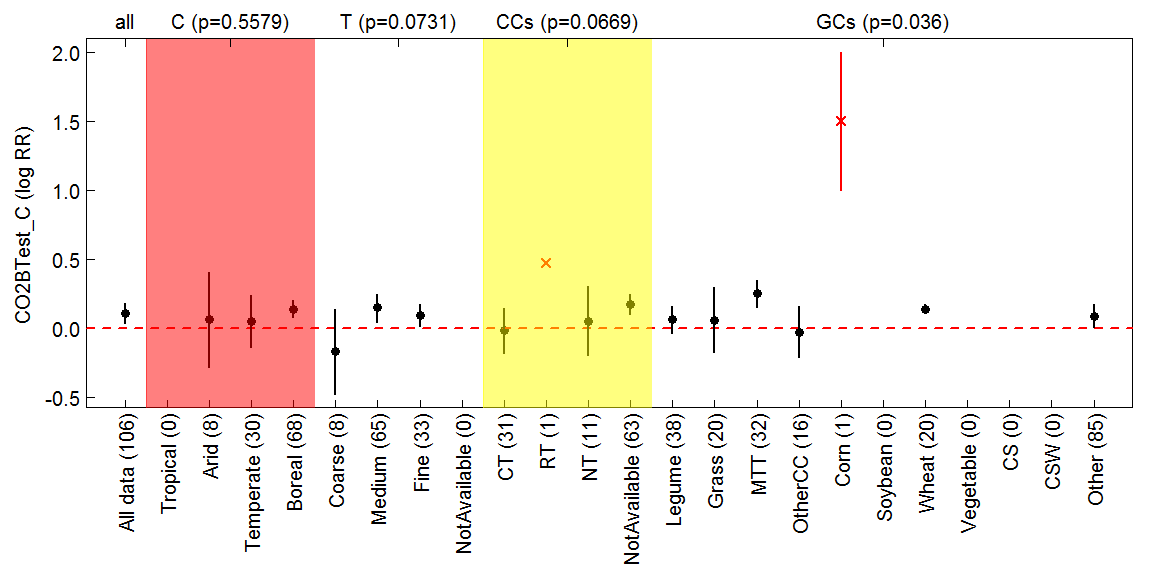 all C (p=0.5579) T (p=0.0731) CCs (p=0.0669) GCs (p=0.036)
CO2BTest_C (log RR)
2.0
1.5
1.0
0.5
0.0
-0.5
All data (106)
Tropical (0)
Arid (8)
Temperate (30)
Boreal (68)
Coarse (8)
Medium (65)
Fine (33)
NotAvailable (0)
CT (31)
RT (1)
NT (11)
NotAvailable (63)
Legume (38)
Grass (20)
MTT (32)
OtherCC (16)
Corn (1)
Soybean (0)
Wheat (20)
Vegetable (0)
CS (0)
CSW (0)
Other (85)